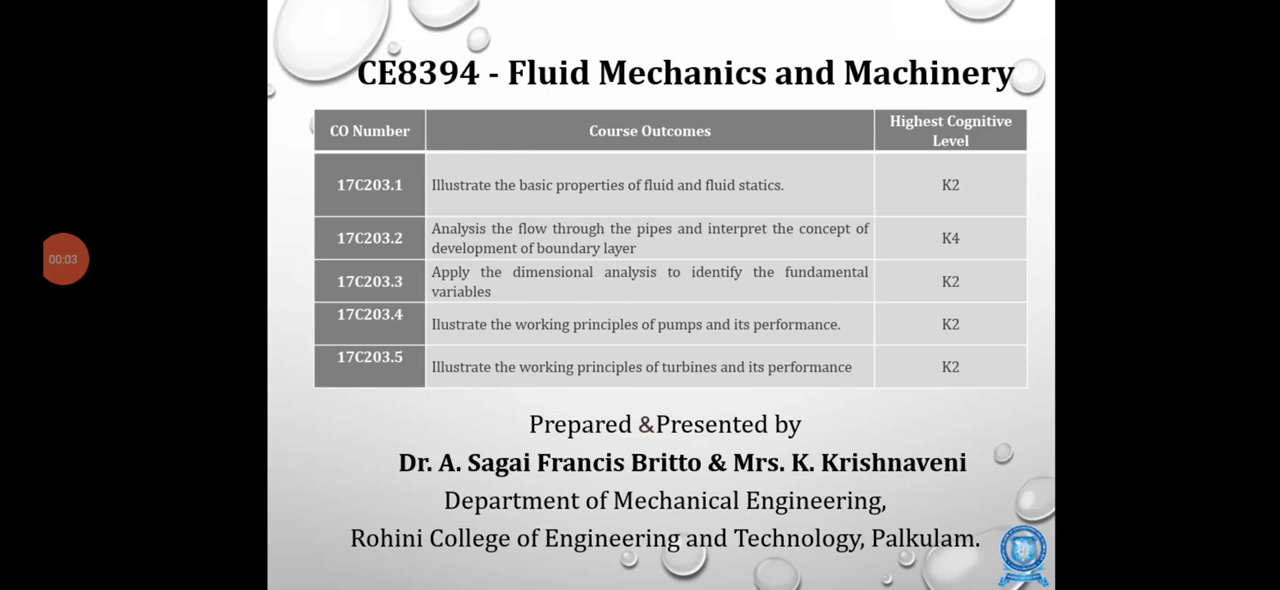 CE8394 - Fluid Mechanics and Machinery
CO Number
Course Outcomes
Highest Cognitive
Level
17C203.1
Illustrate the basic properties of fluid and fluid statics.
K2
17C203.2
Analysis the flow through the pipes and interpret the concept of
development of boundary layer
K4
17C203.3
Apply the dimensional analysis to identify the fundamental
variables
K2
17C203.4
Ilustrate the working principles of pumps and its performance.
K2
17C203.5
Illustrate the working principles of turbines and its performance
K2
00:03
Prepared &Presented by
Dr. A. Sagai Francis Britto & Mrs. K. Krishnaveni
Department of Mechanical Engineering,
Rohini College of Engineering and Technology, Palkulam.